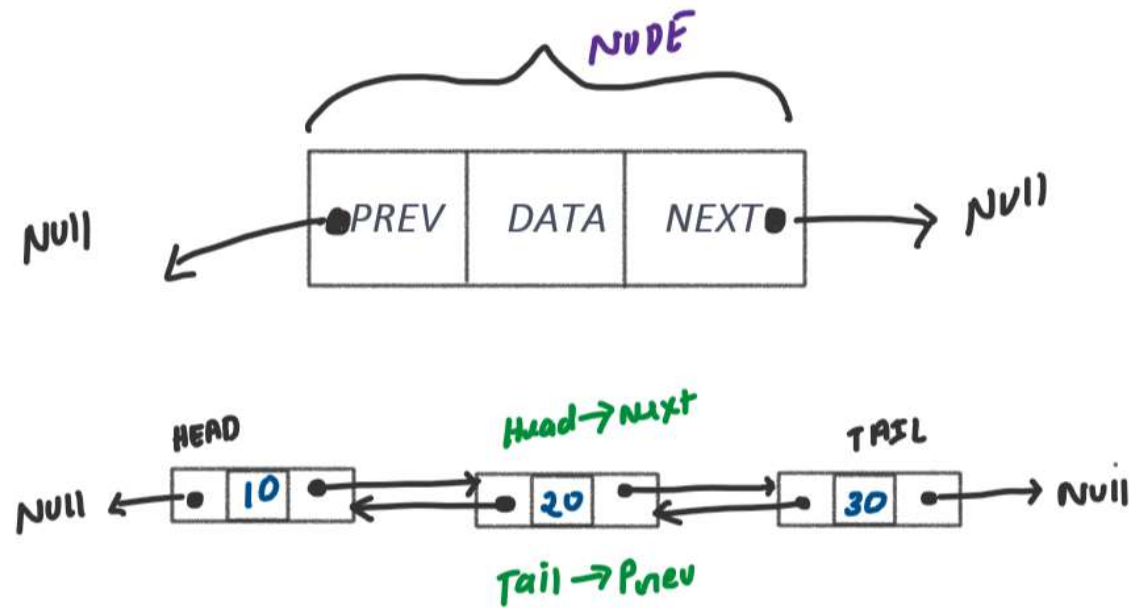 NUDE
Null PREV DATA NEXT Null
HEAD Head→Next TAIL
Null 10 20 30 Null
Tail→Prev